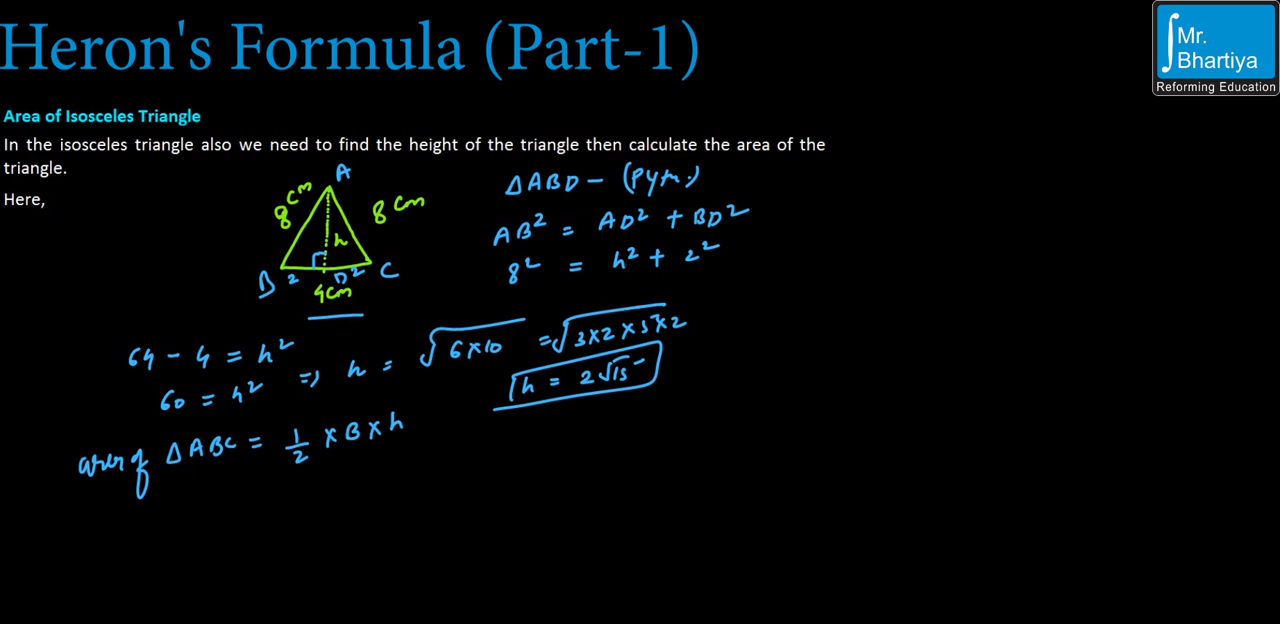 Heron's Formula (Part-1)
Mr.
Bhartiya
Reforming Education
Area of Isosceles Triangle
In the isosceles triangle also we need to find the height of the triangle then calculate the area of the
triangle.
Here,
A
8 cm
8 cm
h
B 2 D 2 C
4cm
△ABD - (Pym.)
AB² = AD² + BD²
8² = h² + 2²
64 - 4 = h²
60 = h² ⇒ h = √6×10 = √3×2×5×2
h = 2√15
area of △ABC = 1/2 × B × h